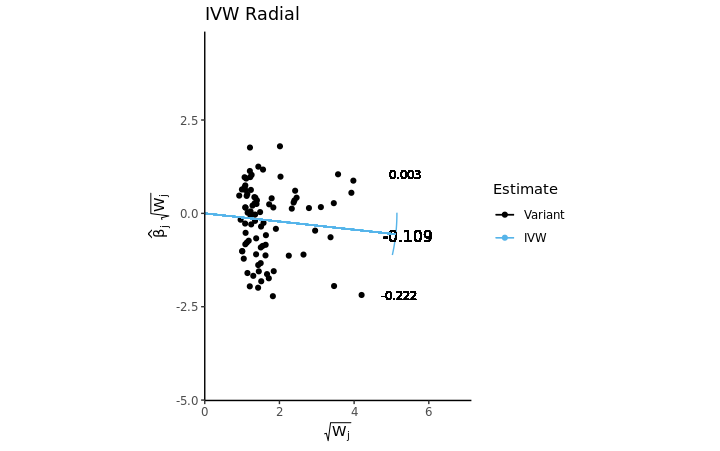 IVW Radial
2.5
0.0
-2.5
-5.0
β̂j √Wj
0.003
-0.109
-0.222
0
2
4
6
√Wj
Estimate
Variant
IVW